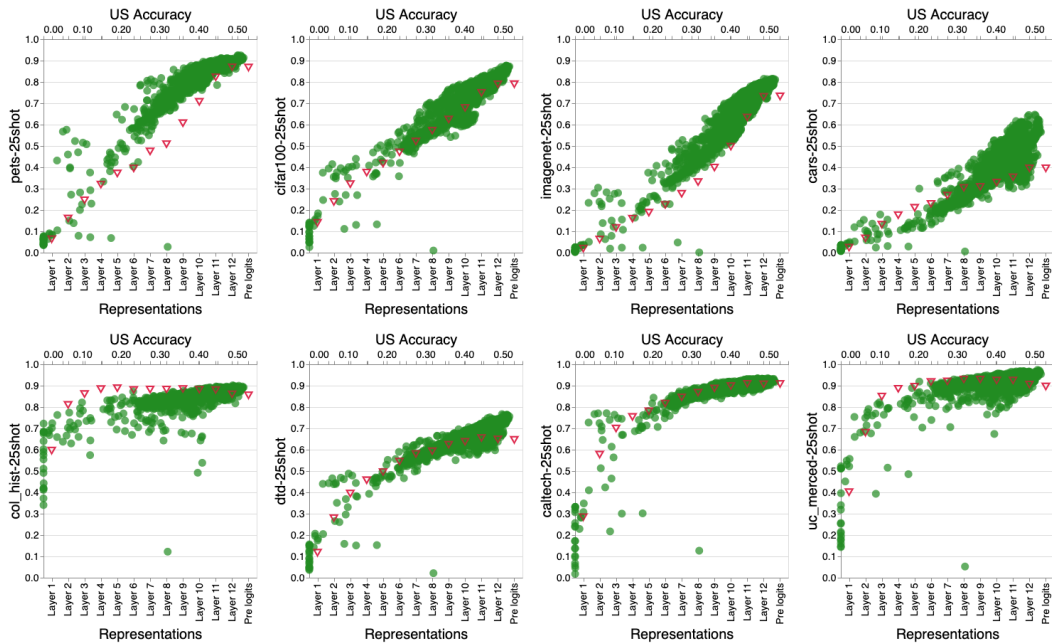 US Accuracy
0.00 0.10 0.20 0.30 0.40 0.50
pets-25shot
1.0
0.9
0.8
0.7
0.6
0.5
0.4
0.3
0.2
0.1
0.0
Layer 1
Layer 2
Layer 3
Layer 4
Layer 5
Layer 6
Layer 7
Layer 8
Layer 9
Layer 10
Layer 11
Layer 12
Pre logits
Representations
US Accuracy
0.00 0.10 0.20 0.30 0.40 0.50
cifar100-25shot
1.0
0.9
0.8
0.7
0.6
0.5
0.4
0.3
0.2
0.1
0.0
Layer 1
Layer 2
Layer 3
Layer 4
Layer 5
Layer 6
Layer 7
Layer 8
Layer 9
Layer 10
Layer 11
Layer 12
Pre logits
Representations
US Accuracy
0.00 0.10 0.20 0.30 0.40 0.50
imagenet-25shot
1.0
0.9
0.8
0.7
0.6
0.5
0.4
0.3
0.2
0.1
0.0
Layer 1
Layer 2
Layer 3
Layer 4
Layer 5
Layer 6
Layer 7
Layer 8
Layer 9
Layer 10
Layer 11
Layer 12
Pre logits
Representations
US Accuracy
0.00 0.10 0.20 0.30 0.40 0.50
cars-25shot
1.0
0.9
0.8
0.7
0.6
0.5
0.4
0.3
0.2
0.1
0.0
Layer 1
Layer 2
Layer 3
Layer 4
Layer 5
Layer 6
Layer 7
Layer 8
Layer 9
Layer 10
Layer 11
Layer 12
Pre logits
Representations
US Accuracy
0.00 0.10 0.20 0.30 0.40 0.50
col_hist-25shot
1.0
0.9
0.8
0.7
0.6
0.5
0.4
0.3
0.2
0.1
0.0
Layer 1
Layer 2
Layer 3
Layer 4
Layer 5
Layer 6
Layer 7
Layer 8
Layer 9
Layer 10
Layer 11
Layer 12
Pre logits
Representations
US Accuracy
0.00 0.10 0.20 0.30 0.40 0.50
dtd-25shot
1.0
0.9
0.8
0.7
0.6
0.5
0.4
0.3
0.2
0.1
0.0
Layer 1
Layer 2
Layer 3
Layer 4
Layer 5
Layer 6
Layer 7
Layer 8
Layer 9
Layer 10
Layer 11
Layer 12
Pre logits
Representations
US Accuracy
0.00 0.10 0.20 0.30 0.40 0.50
caltech-25shot
1.0
0.9
0.8
0.7
0.6
0.5
0.4
0.3
0.2
0.1
0.0
Layer 1
Layer 2
Layer 3
Layer 4
Layer 5
Layer 6
Layer 7
Layer 8
Layer 9
Layer 10
Layer 11
Layer 12
Pre logits
Representations
US Accuracy
0.00 0.10 0.20 0.30 0.40 0.50
uc_merced-25shot
1.0
0.9
0.8
0.7
0.6
0.5
0.4
0.3
0.2
0.1
0.0
Layer 1
Layer 2
Layer 3
Layer 4
Layer 5
Layer 6
Layer 7
Layer 8
Layer 9
Layer 10
Layer 11
Layer 12
Pre logits
Representations